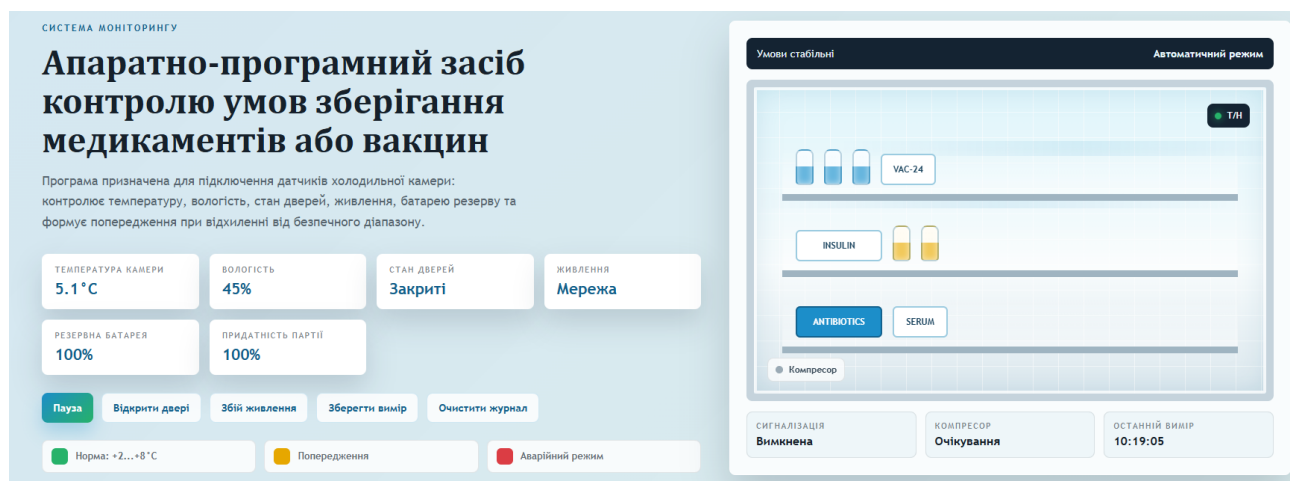 СИСТЕМА МОНІТОРИНГУ
Апаратно-програмний засіб
контролю умов зберігання
медикаментів або вакцин
Програма призначена для підключення датчиків холодильної камери:
контролює температуру, вологість, стан дверей, живлення, батарею резерву та
формує попередження при відхиленні від безпечного діапазону.
ТЕМПЕРАТУРА КАМЕРИ
5.1°C
ВОЛОГІСТЬ
45%
СТАН ДВЕРЕЙ
Закриті
ЖИВЛЕННЯ
Мережа
РЕЗЕРВНА БАТАРЕЯ
100%
ПРИДАТНІСТЬ ПАРТІЇ
100%
Пауза
Відкрити двері
Збій живлення
Зберегти вимір
Очистити журнал
Норма: +2...+8°C
Попередження
Аварійний режим
Умови стабільні
Автоматичний режим
T/H
VAC-24
INSULIN
ANTIBIOTICS
SERUM
Компресор
СИГНАЛІЗАЦІЯ
Вимкнена
КОМПРЕСОР
Очікування
ОСТАННІЙ ВИМІР
10:19:05